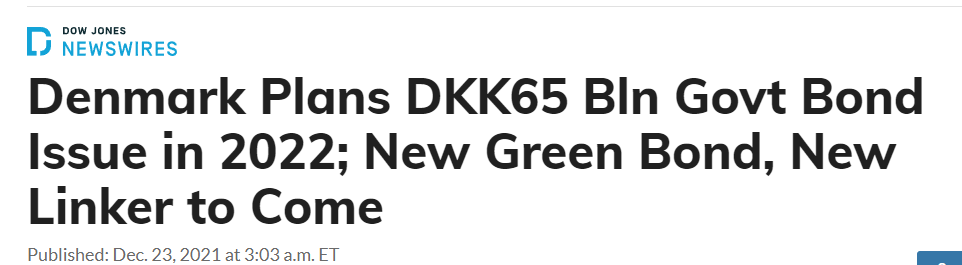 DOW JONES
NEWSWIRES
Denmark Plans DKK65 Bln Govt Bond
Issue in 2022; New Green Bond, New
Linker to Come
Published: Dec. 23, 2021 at 3:03 a.m. ET